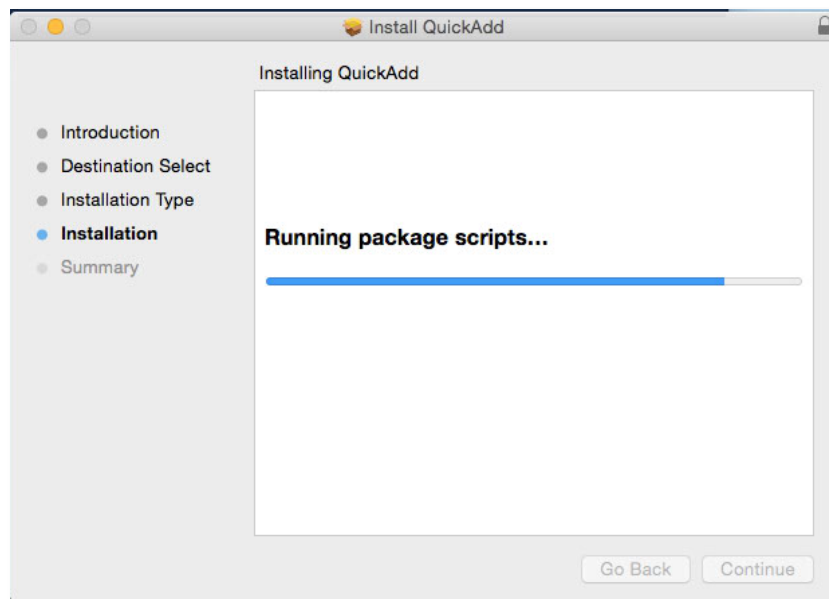 Install QuickAdd
Installing QuickAdd
Introduction
Destination Select
Installation Type
Installation
Summary
Running package scripts...
Go Back
Continue